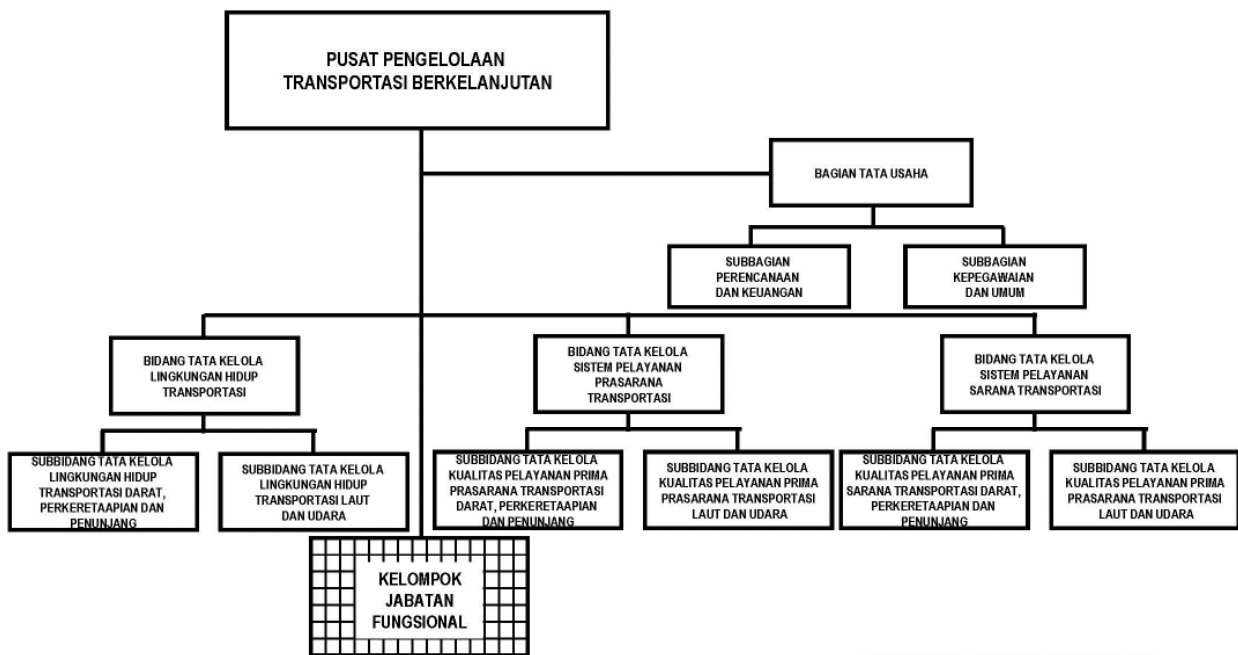 PUSAT PENGELOLAAN
TRANSPORTASI BERKELANJUTAN
BAGIAN TATA USAHA
SUBBAGIAN
PERENCANAAN
DAN KEUANGAN
SUBBAGIAN
KEPEGAWAIAN
DAN UMUM
BIDANG TATA KELOLA
LINGKUNGAN HIDUP
TRANSPORTASI
BIDANG TATA KELOLA
SISTEM PELAYANAN
PRASARANA
TRANSPORTASI
BIDANG TATA KELOLA
SISTEM PELAYANAN
SARANA TRANSPORTASI
SUBBIDANG TATA KELOLA
LINGKUNGAN HIDUP
TRANSPORTASI DARAT,
PERKERETAAPIAN DAN
PENUNJANG
SUBBIDANG TATA KELOLA
LINGKUNGAN HIDUP
TRANSPORTASI LAUT
DAN UDARA
SUBBIDANG TATA KELOLA
KUALITAS PELAYANAN PRIMA
PRASARANA TRANSPORTASI
DARAT, PERKERETAAPIAN
DAN PENUNJANG
SUBBIDANG TATA KELOLA
KUALITAS PELAYANAN PRIMA
PRASARANA TRANSPORTASI
LAUT DAN UDARA
SUBBIDANG TATA KELOLA
KUALITAS PELAYANAN PRIMA
SARANA TRANSPORTASI DARAT,
PERKERETAAPIAN DAN
PENUNJANG
SUBBIDANG TATA KELOLA
KUALITAS PELAYANAN PRIMA
PRASARANA TRANSPORTASI
LAUT DAN UDARA
KELOMPOK
JABATAN
FUNGSIONAL